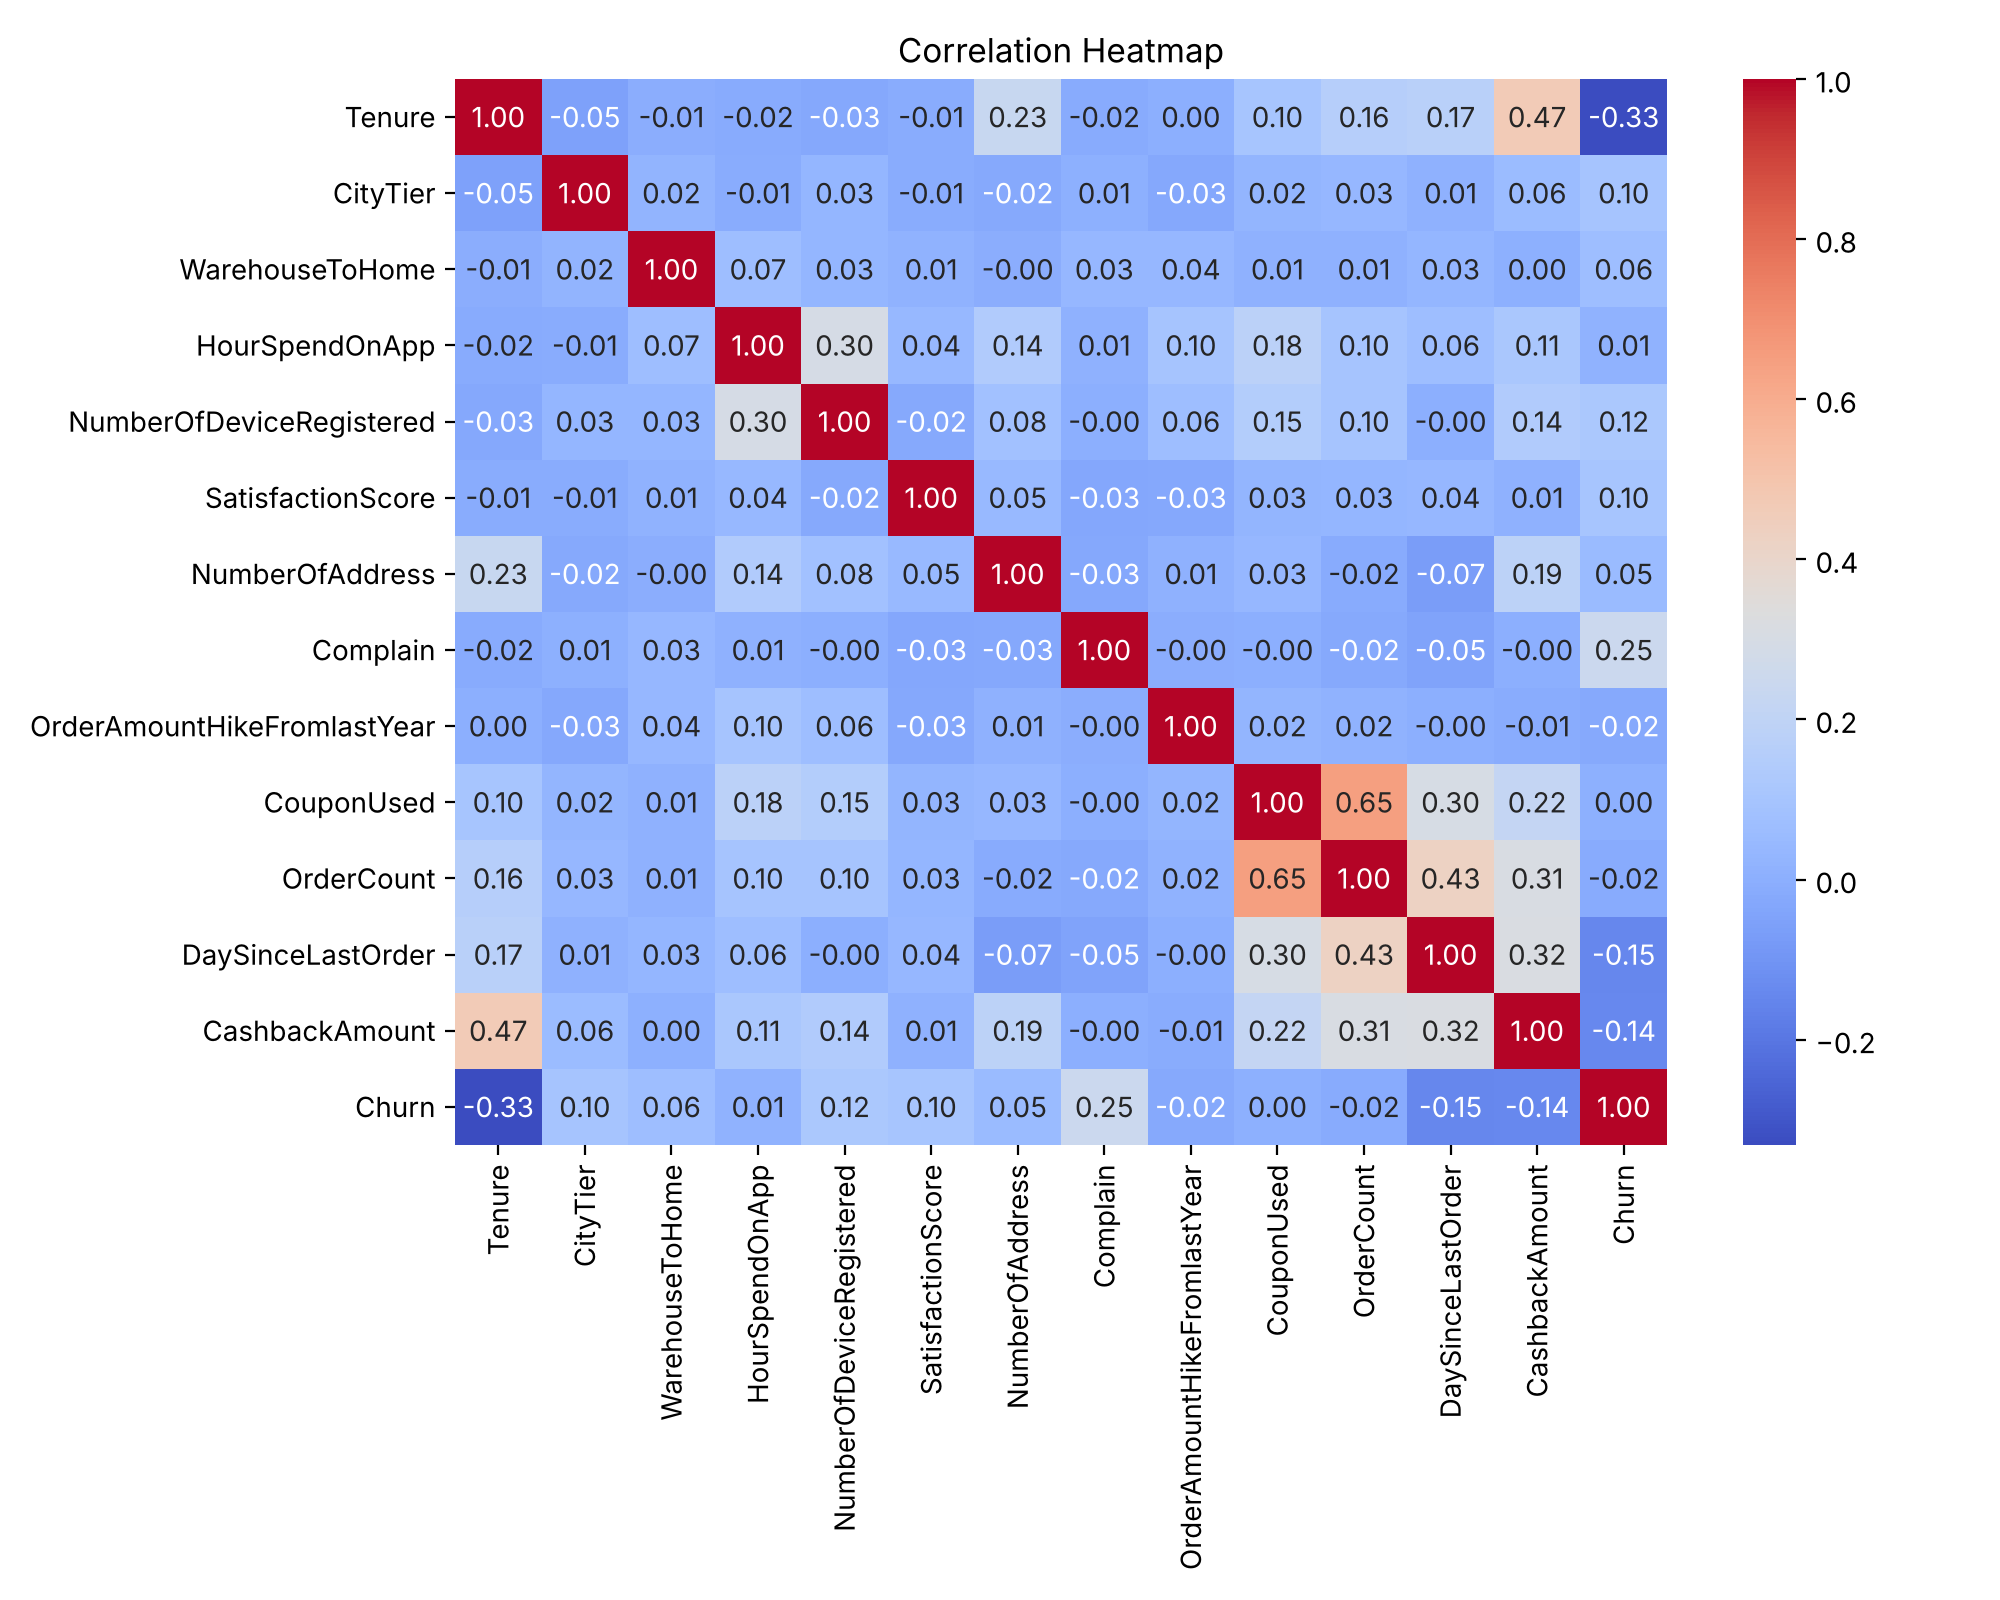 Correlation Heatmap
Tenure 1.00 -0.05 -0.01 -0.02 -0.03 -0.01 0.23 -0.02 0.00 0.10 0.16 0.17 0.47 -0.33
CityTier -0.05 1.00 0.02 -0.01 0.03 -0.01 -0.02 0.01 -0.03 0.02 0.03 0.01 0.06 0.10
WarehouseToHome -0.01 0.02 1.00 0.07 0.03 0.01 -0.00 0.03 0.04 0.01 0.01 0.03 0.00 0.06
HourSpendOnApp -0.02 -0.01 0.07 1.00 0.30 0.04 0.14 0.01 0.10 0.18 0.10 0.06 0.11 0.01
NumberOfDeviceRegistered -0.03 0.03 0.03 0.30 1.00 -0.02 0.08 -0.00 0.06 0.15 0.10 -0.00 0.14 0.12
SatisfactionScore -0.01 -0.01 0.01 0.04 -0.02 1.00 0.05 -0.03 -0.03 0.03 0.03 0.04 0.01 0.10
NumberOfAddress 0.23 -0.02 -0.00 0.14 0.08 0.05 1.00 -0.03 0.01 0.03 -0.02 -0.07 0.19 0.05
Complain -0.02 0.01 0.03 0.01 -0.00 -0.03 -0.03 1.00 -0.00 -0.00 -0.02 -0.05 -0.00 0.25
OrderAmountHikeFromlastYear 0.00 -0.03 0.04 0.10 0.06 -0.03 0.01 -0.00 1.00 0.02 0.02 -0.00 -0.01 -0.02
CouponUsed 0.10 0.02 0.01 0.18 0.15 0.03 0.03 -0.00 0.02 1.00 0.65 0.30 0.22 0.00
OrderCount 0.16 0.03 0.01 0.10 0.10 0.03 -0.02 -0.02 0.02 0.65 1.00 0.43 0.31 -0.02
DaySinceLastOrder 0.17 0.01 0.03 0.06 -0.00 0.04 -0.07 -0.05 -0.00 0.30 0.43 1.00 0.32 -0.15
CashbackAmount 0.47 0.06 0.00 0.11 0.14 0.01 0.19 -0.00 -0.01 0.22 0.31 0.32 1.00 -0.14
Churn -0.33 0.10 0.06 0.01 0.12 0.10 0.05 0.25 -0.02 0.00 -0.02 -0.15 -0.14 1.00
Tenure
CityTier
WarehouseToHome
HourSpendOnApp
NumberOfDeviceRegistered
SatisfactionScore
NumberOfAddress
Complain
OrderAmountHikeFromlastYear
CouponUsed
OrderCount
DaySinceLastOrder
CashbackAmount
Churn
1.0
0.8
0.6
0.4
0.2
0.0
−0.2